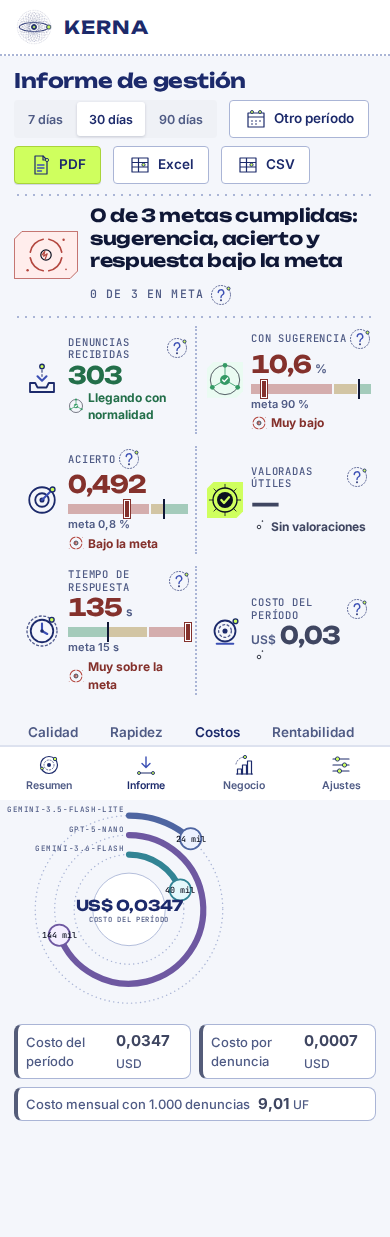 KERNA
Informe de gestión
7 días
30 días
90 días
Otro período
PDF
Excel
CSV
0 de 3 metas cumplidas:
sugerencia, acierto y
respuesta bajo la meta
0 DE 3 EN META ?
DENUNCIAS
RECIBIDAS
?
303
Llegando con
normalidad
CON SUGERENCIA ?
10,6 %
meta 90 %
Muy bajo
ACIERTO ?
0,492
meta 0,8 %
Bajo la meta
VALORADAS
ÚTILES
?
—
Sin valoraciones
TIEMPO DE
RESPUESTA
?
135 s
meta 15 s
Muy sobre la
meta
COSTO DEL
PERÍODO
?
US$ 0,03
Calidad
Rapidez
Costos
Rentabilidad
Resumen
Informe
Negocio
Ajustes
GEMINI-3.5-FLASH-LITE
GPT-5-NANO
GEMINI-3.6-FLASH
24 mil
40 mil
144 mil
US$ 0,0347
COSTO DEL PERÍODO
Costo del
período
0,0347
USD
Costo por
denuncia
0,0007
USD
Costo mensual con 1.000 denuncias 9,01 UF